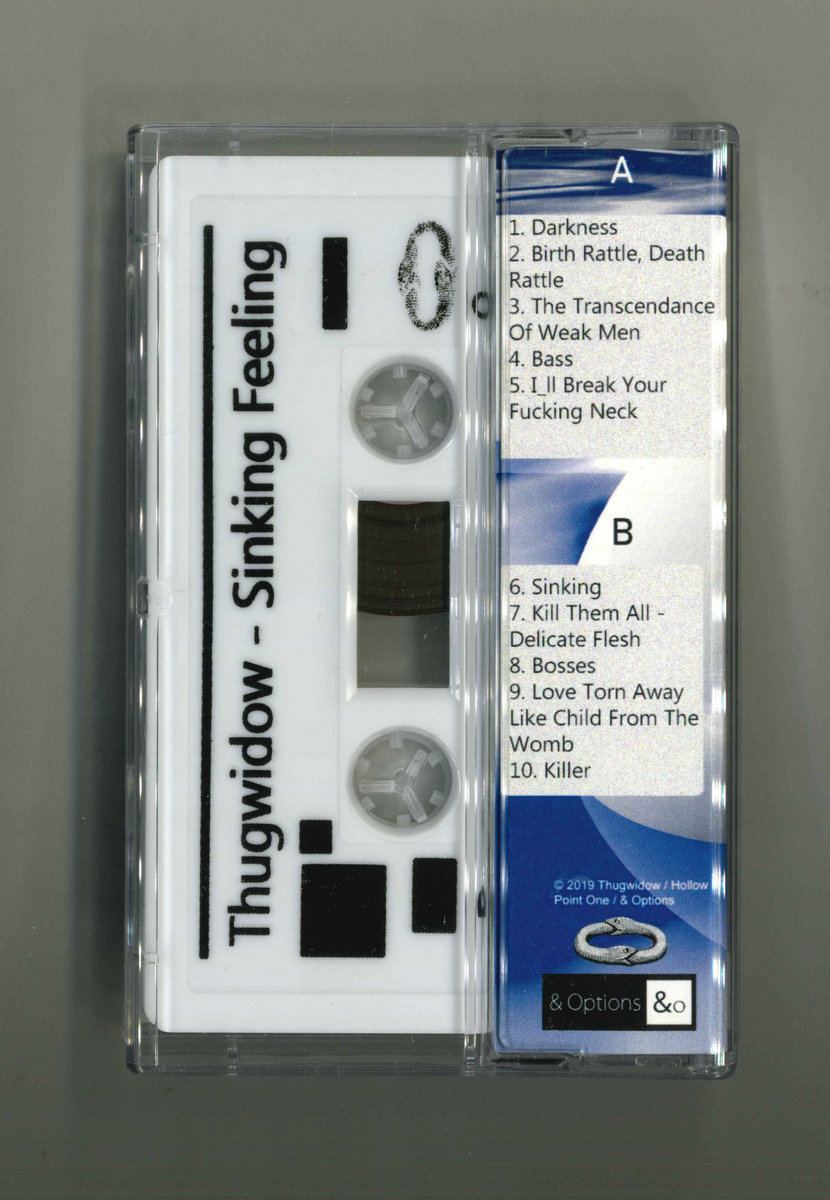 Thugwidow - Sinking Feeling
A
1. Darkness
2. Birth Rattle, Death
Rattle
3. The Transcendance
Of Weak Men
4. Bass
5. I_ll Break Your
Fucking Neck
B
6. Sinking
7. Kill Them All -
Delicate Flesh
8. Bosses
9. Love Torn Away
Like Child From The
Womb
10. Killer
© 2019 Thugwidow / Hollow
Point One / & Options
& Options &o